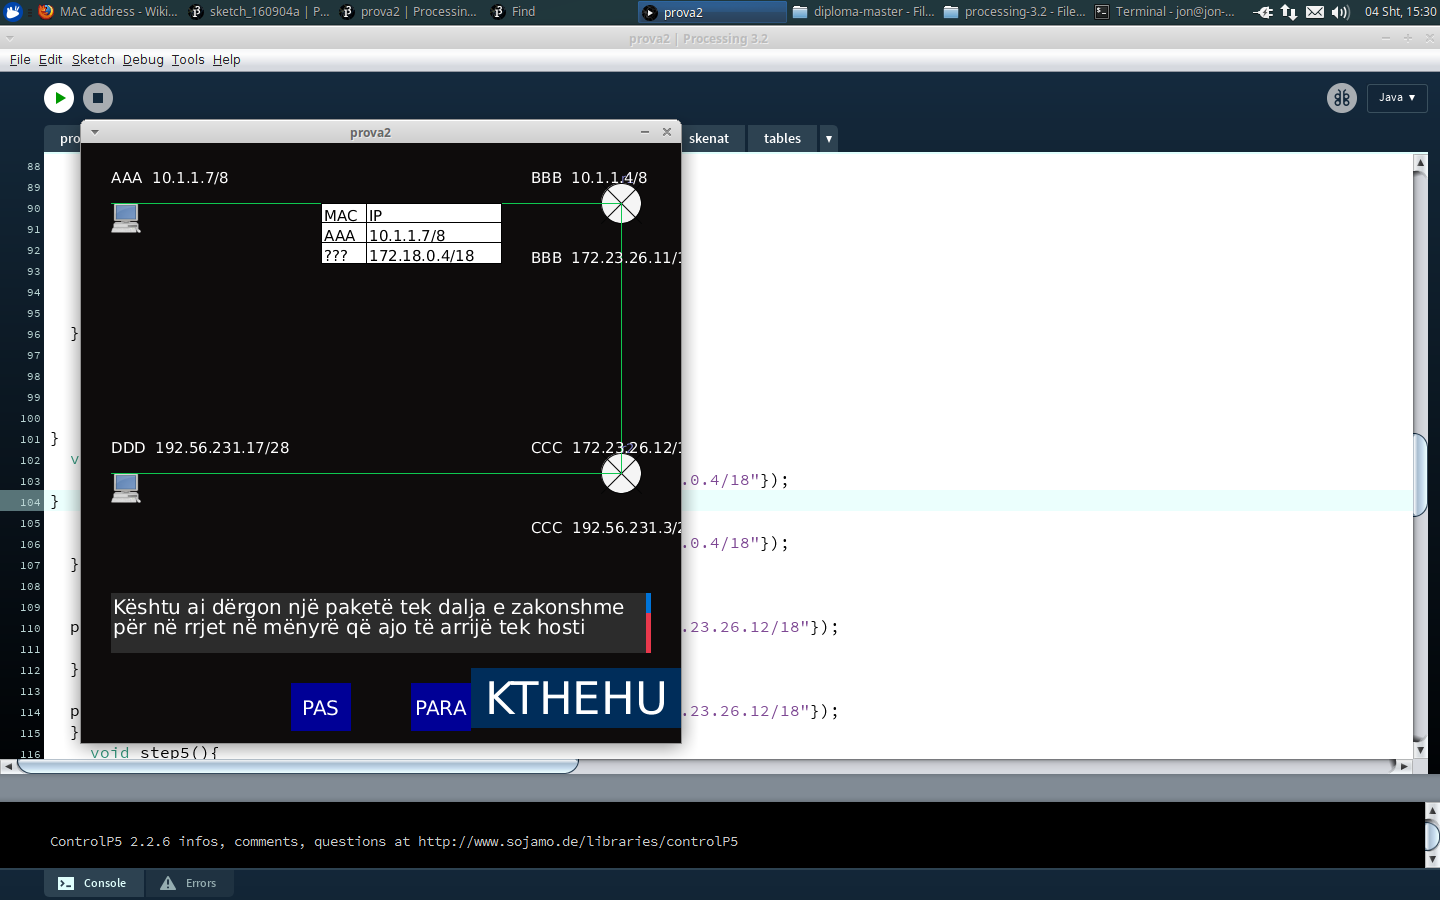 MAC address - Wiki...
sketch_160904a | P...
prova2 | Processin...
Find
prova2
diploma-master - Fil...
processing-3.2 - File...
Terminal - jon@jon-...
04 Sht, 15:30
prova2 | Processing 3.2
File Edit Sketch Debug Tools Help
Java ▾
pro
skenat
tables
▾
prova2
AAA 10.1.1.7/8
BBB 10.1.1.4/8
MAC IP
AAA 10.1.1.7/8
??? 172.18.0.4/18
BBB 172.23.26.11/1
DDD 192.56.231.17/28
CCC 172.23.26.12/1
CCC 192.56.231.3/2
Kështu ai dërgon një paketë tek dalja e zakonshme
për në rrjet në mënyrë që ajo të arrijë tek hosti
PAS
PARA
KTHEHU
88
89
90
91
92
93
94
95
96 }
97
98
99
100
101 }
102 v
103 .0.4/18"});
104 }
105
106 .0.4/18"});
107 }
108
109
110 p .23.26.12/18"});
111
112 }
113
114 p .23.26.12/18"});
115 }
116 void step5(){
ControlP5 2.2.6 infos, comments, questions at http://www.sojamo.de/libraries/controlP5
Console
Errors